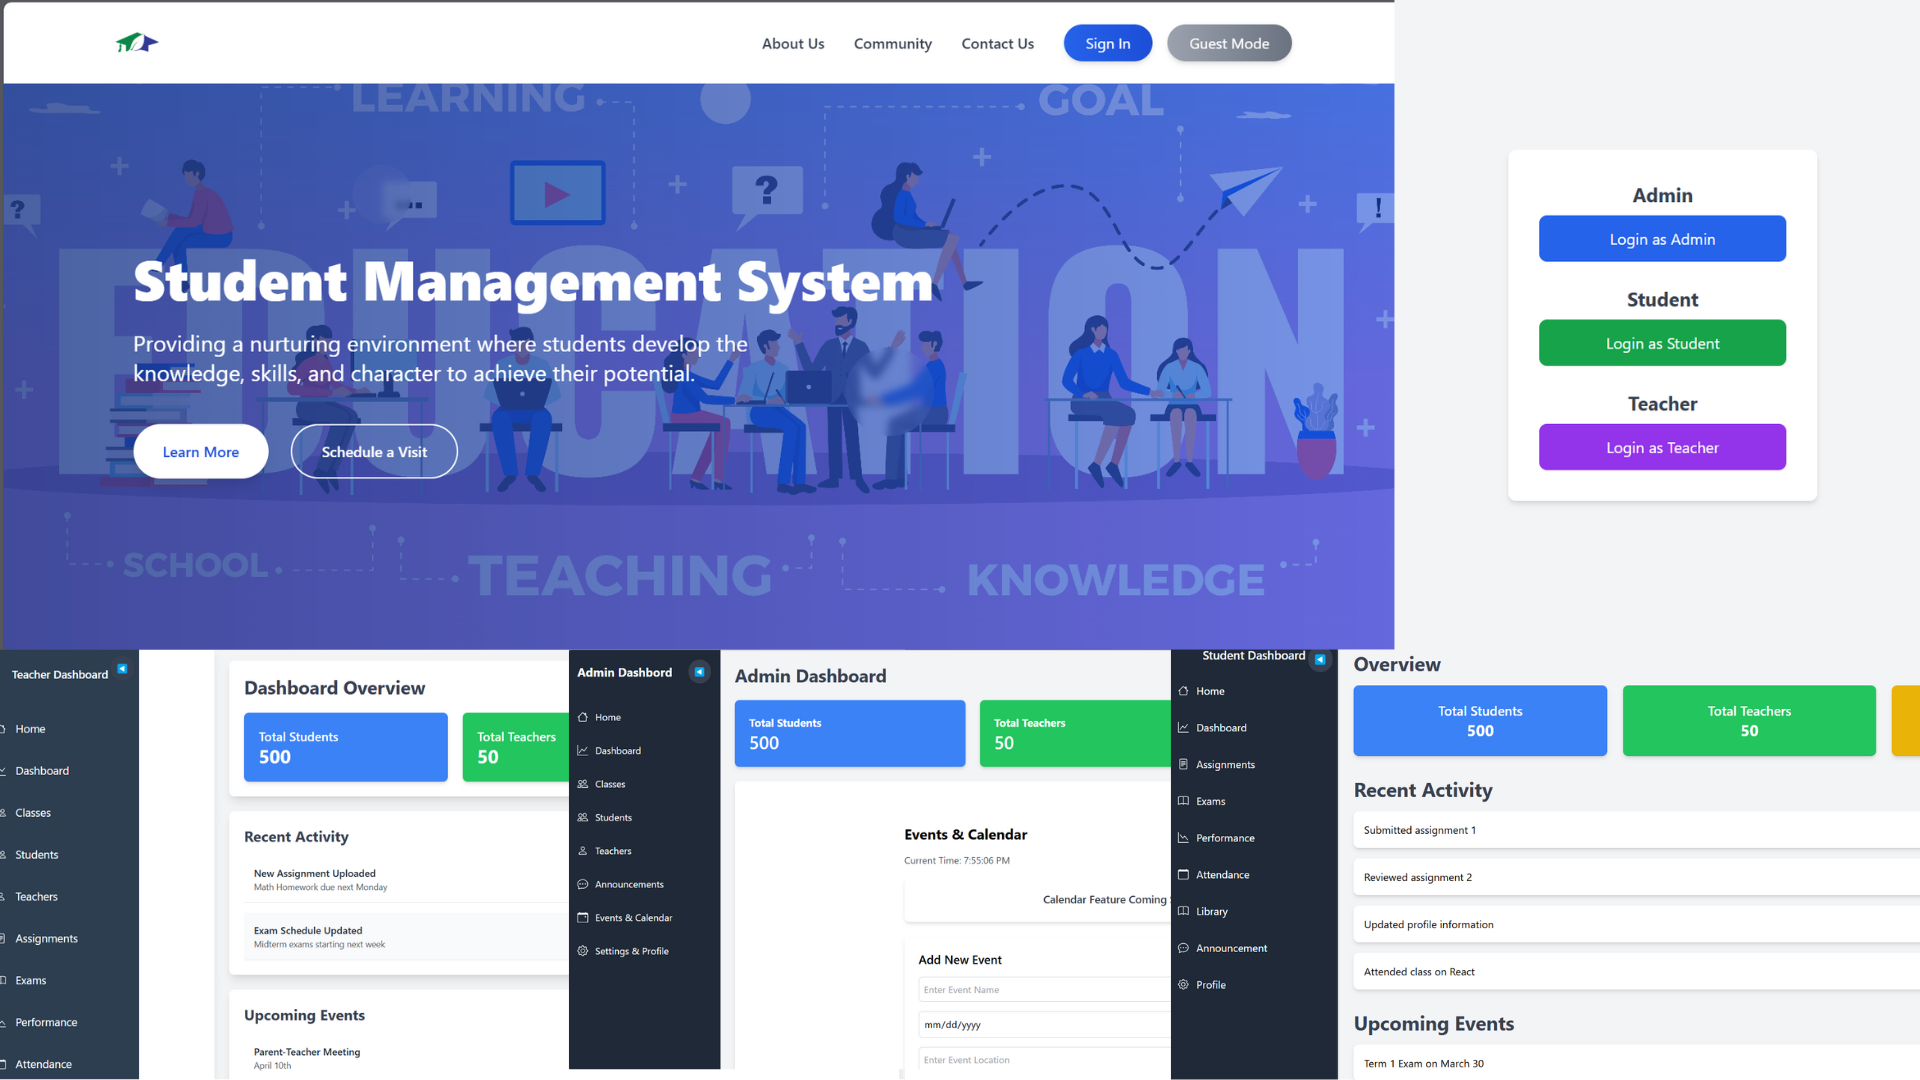 About Us
Community
Contact Us
Sign In
Guest Mode
LEARNING
GOAL
?
...
?
!
EDUCATION
Student Management System
Providing a nurturing environment where students develop the
knowledge, skills, and character to achieve their potential.
Learn More
Schedule a Visit
SCHOOL
TEACHING
KNOWLEDGE
Admin
Login as Admin
Student
Login as Student
Teacher
Login as Teacher
Teacher Dashboard
Home
Dashboard
Classes
Students
Teachers
Assignments
Exams
Performance
Attendance
Dashboard Overview
Total Students
500
Total Teachers
50
Recent Activity
New Assignment Uploaded
Math Homework due next Monday
Exam Schedule Updated
Midterm exams starting next week
Upcoming Events
Parent-Teacher Meeting
April 10th
Admin Dashbord
Home
Dashboard
Classes
Students
Teachers
Announcements
Events & Calendar
Settings & Profile
Admin Dashboard
Total Students
500
Total Teachers
50
Events & Calendar
Current Time: 7:55:06 PM
Calendar Feature Coming
Add New Event
Enter Event Name
mm/dd/yyyy
Enter Event Location
Student Dashboard
Home
Dashboard
Assignments
Exams
Performance
Attendance
Library
Announcement
Profile
Overview
Total Students
500
Total Teachers
50
Recent Activity
Submitted assignment 1
Reviewed assignment 2
Updated profile information
Attended class on React
Upcoming Events
Term 1 Exam on March 30